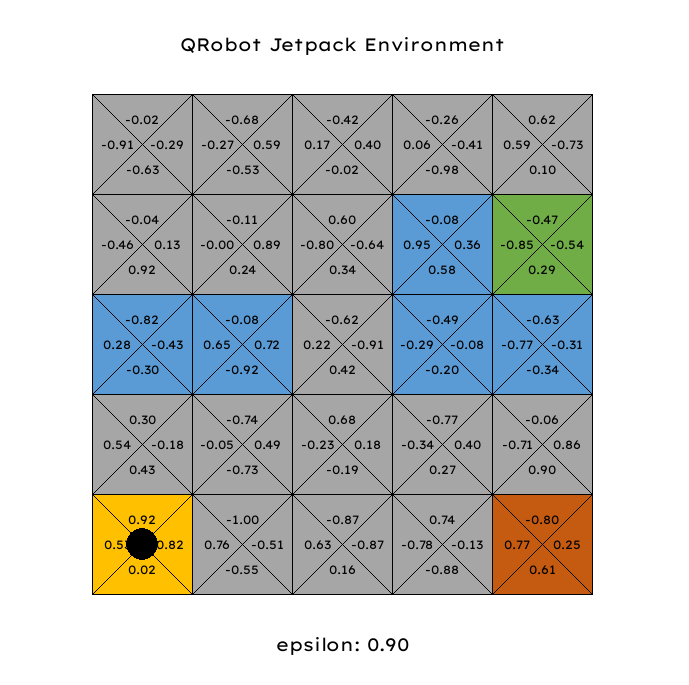 QRobot Jetpack Environment
-0.02 -0.68 -0.42 -0.26 0.62
-0.91 -0.29 -0.27 0.59 0.17 0.40 0.06 -0.41 0.59 -0.73
-0.63 -0.53 -0.02 -0.98 0.10
-0.04 -0.11 0.60 -0.08 -0.47
-0.46 0.13 -0.00 0.89 -0.80 -0.64 0.95 0.36 -0.85 -0.54
0.92 0.24 0.34 0.58 0.29
-0.82 -0.08 -0.62 -0.49 -0.63
0.28 -0.43 0.65 0.72 0.22 -0.91 -0.29 -0.08 -0.77 -0.31
-0.30 -0.92 0.42 -0.20 -0.34
0.30 -0.74 0.68 -0.77 -0.06
0.54 -0.18 -0.05 0.49 -0.23 0.18 -0.34 0.40 -0.71 0.86
0.43 -0.73 -0.19 0.27 0.90
0.92 -1.00 -0.87 0.74 -0.80
0.82 0.76 -0.51 0.63 -0.87 -0.78 -0.13 0.77 0.25
0.02 -0.55 0.16 -0.88 0.61
epsilon: 0.90